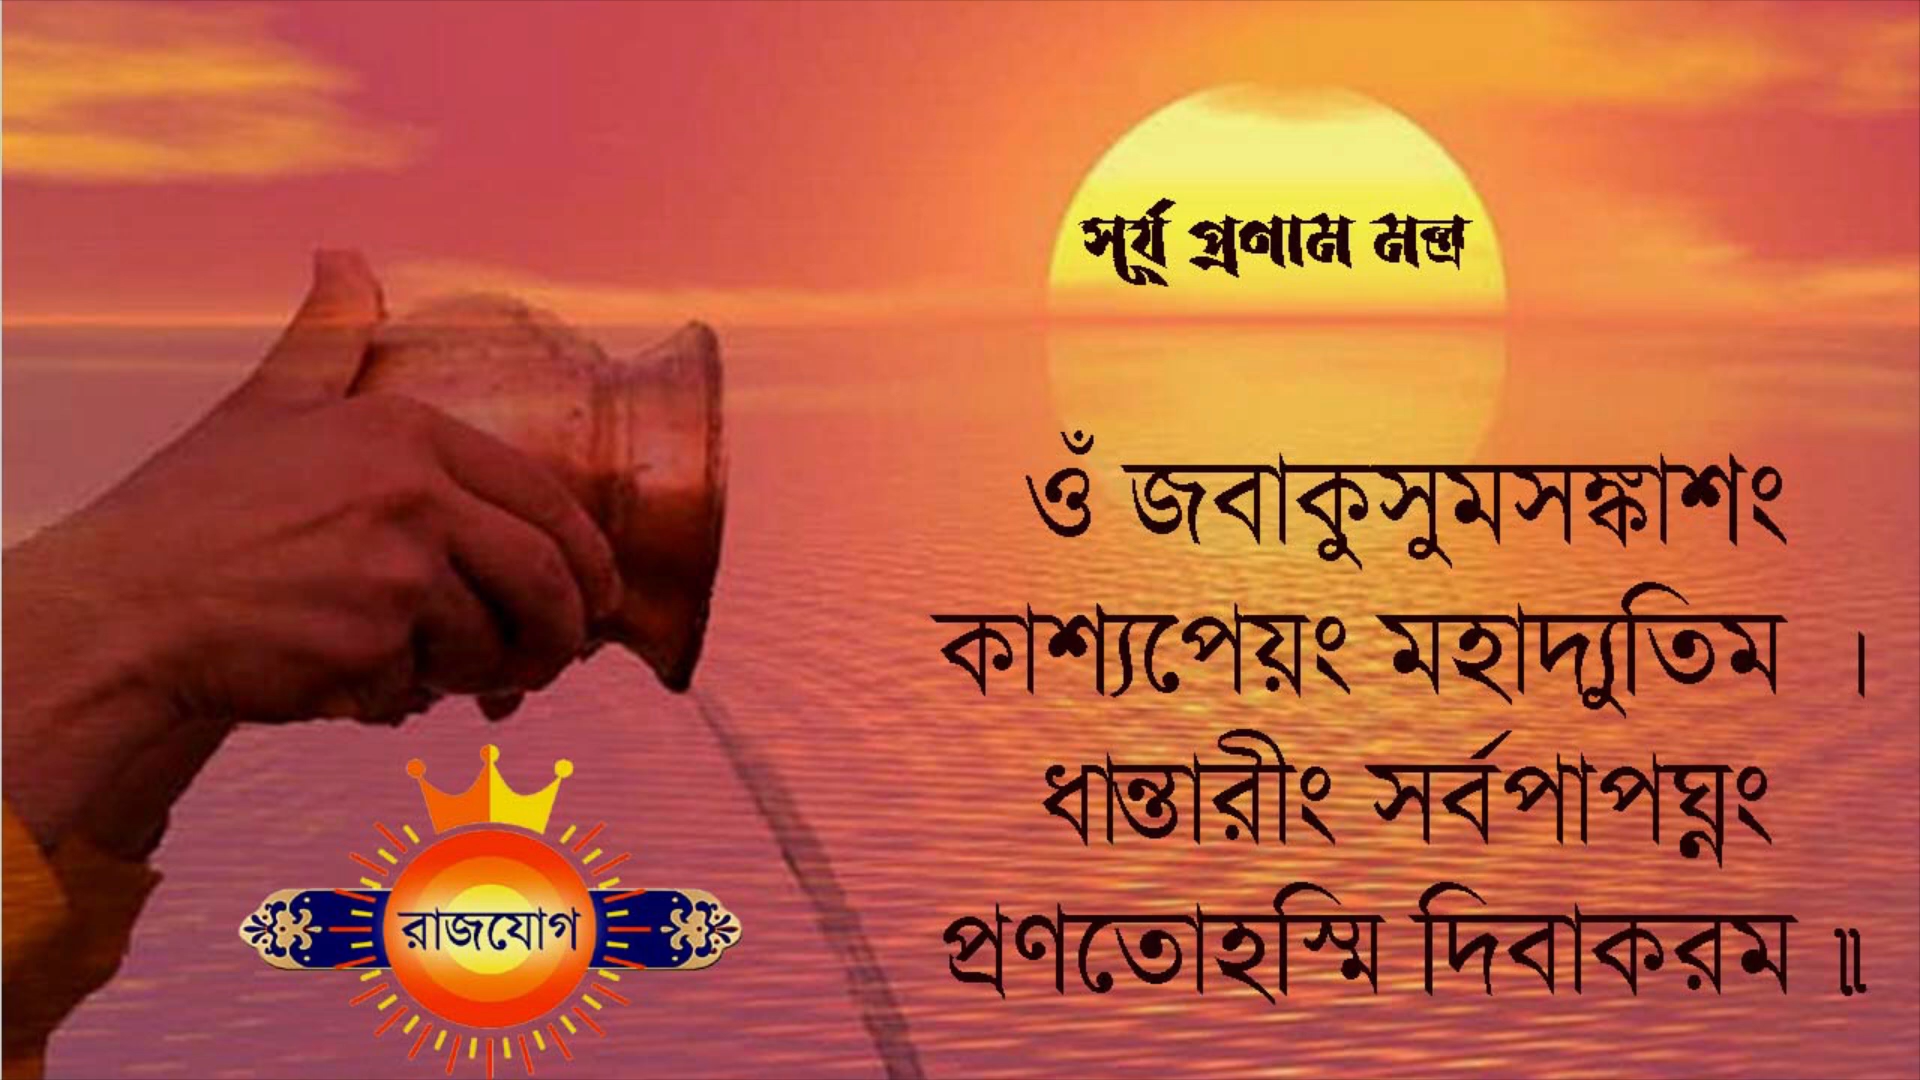 সূর্য প্রণাম মন্ত্র
ওঁ জবাকুসুমসঙ্কাশং
কাশ্যপেয়ং মহাদ্যুতিম ।
ধান্তারীং সর্বপাপঘ্নং
প্রণতোহস্মি দিবাকরম ॥
রাজযোগ